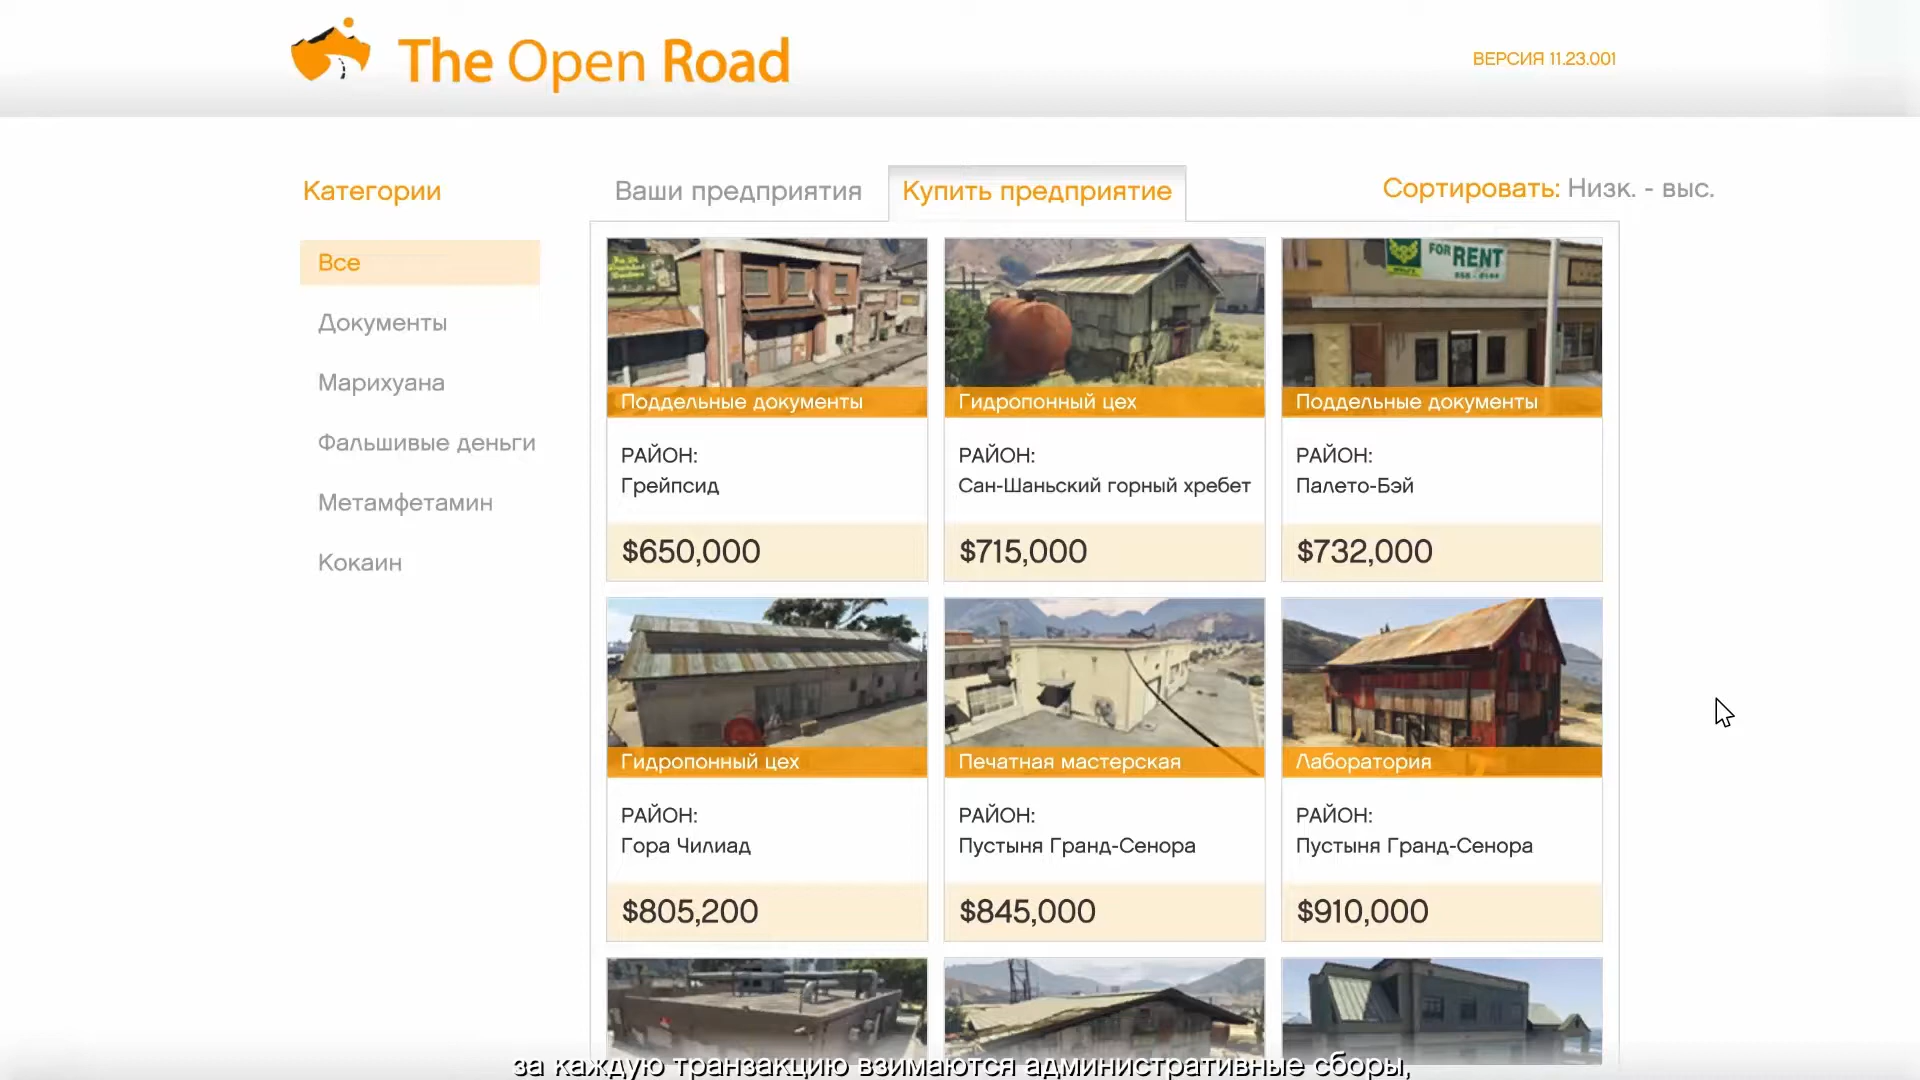 The Open Road
ВЕРСИЯ 11.23.001
Категории
Ваши предприятия
Купить предприятие
Сортировать: Низк. - выс.
Все
Документы
Марихуана
Фальшивые деньги
Метамфетамин
Кокаин
FOR RENT
Поддельные документы
Гидропонный цех
Поддельные документы
РАЙОН:
Грейпсид
РАЙОН:
Сан-Шаньский горный хребет
РАЙОН:
Палето-Бэй
$650,000
$715,000
$732,000
Гидропонный цех
Печатная мастерская
Лаборатория
РАЙОН:
Гора Чилиад
РАЙОН:
Пустыня Гранд-Сенора
РАЙОН:
Пустыня Гранд-Сенора
$805,200
$845,000
$910,000
за каждую транзакцию взимаются административные сборы,